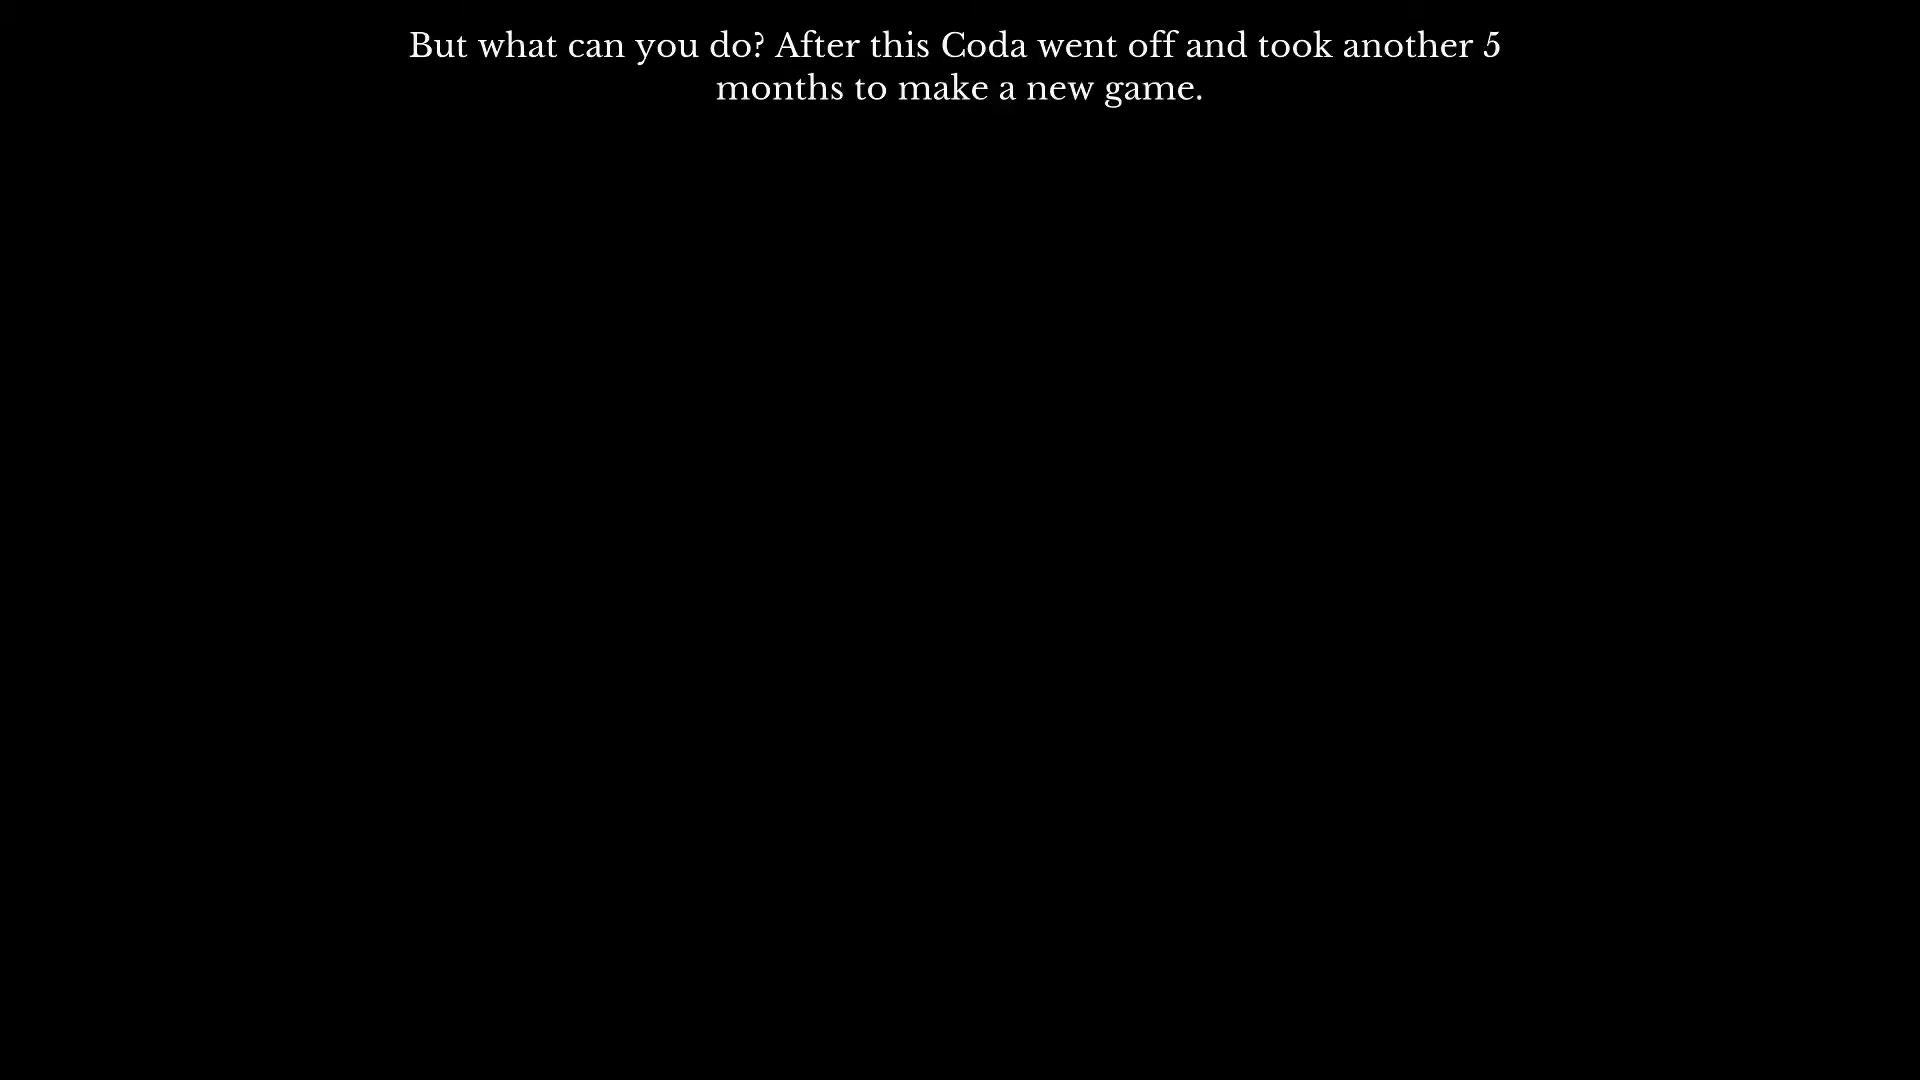 But what can you do? After this Coda went off and took another 5
months to make a new game.